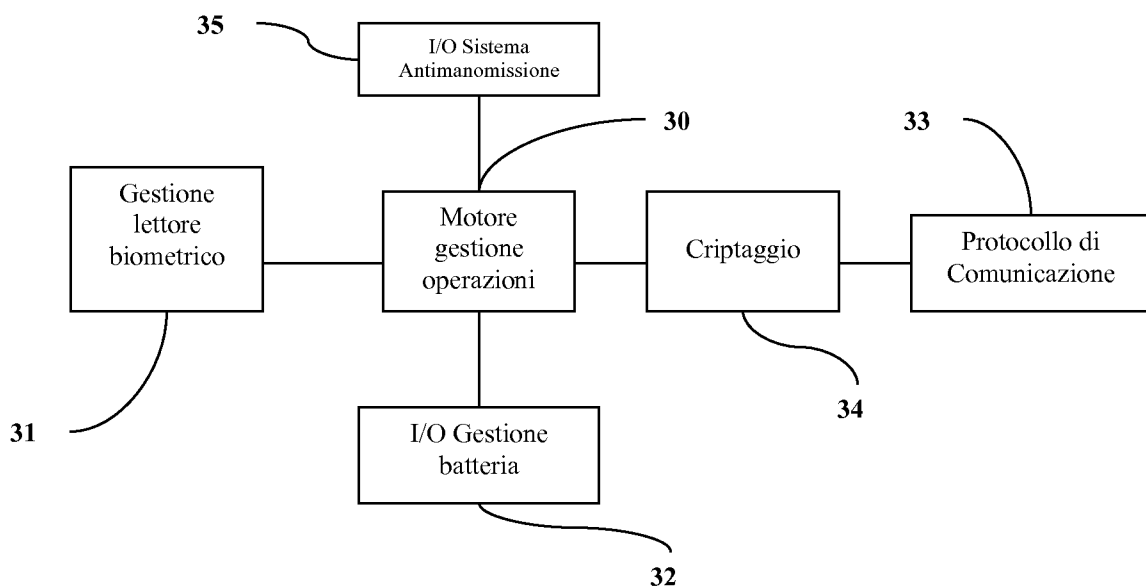 35
I/O Sistema
Antimanomissione
30
33
Gestione
lettore
biometrico
Motore
gestione
operazioni
Criptaggio
Protocollo di
Comunicazione
31
34
I/O Gestione
batteria
32